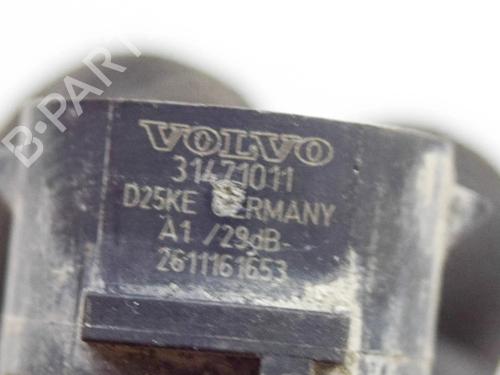 B-PARTS
VOLVO
31471011
D25KE GERMANY
A1 /29dB-
2611161653